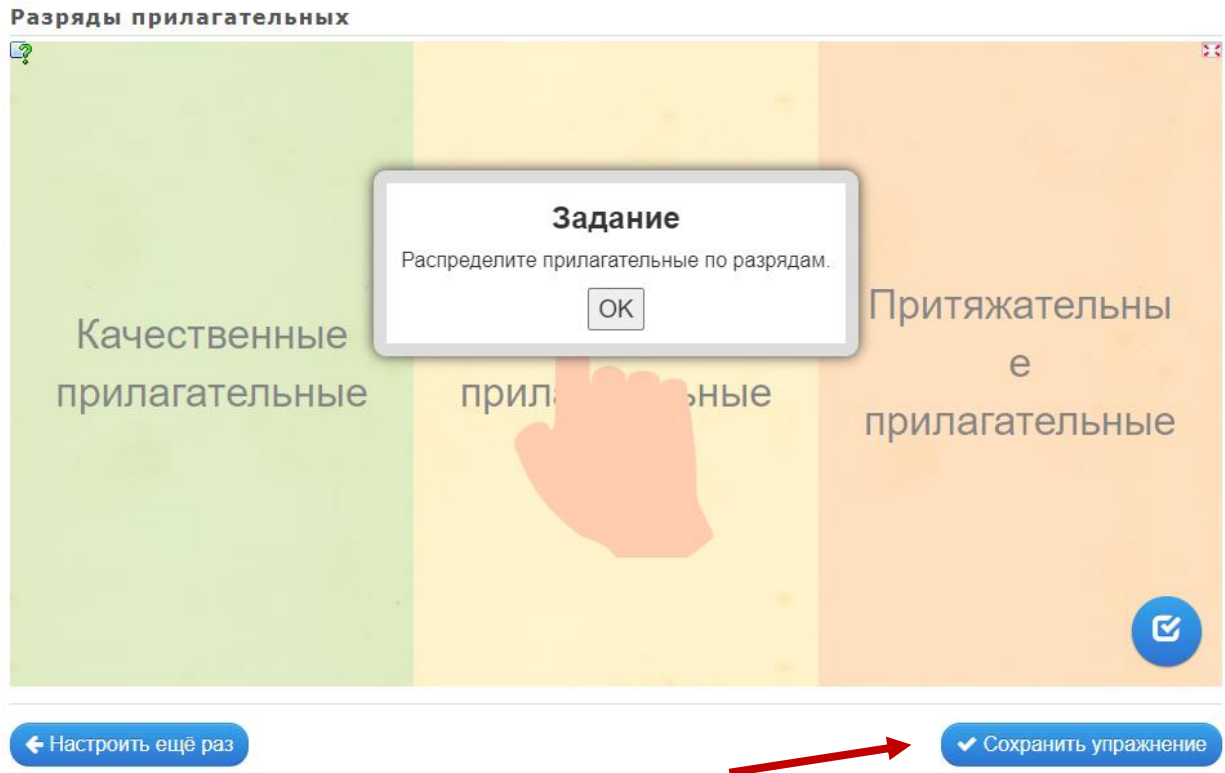 Разряды прилагательных
Задание
Распределите прилагательные по разрядам.
OK
Качественные
прилагательные
Притяжательны
е
прилагательные
Настроить ещё раз
Сохранить упражнение